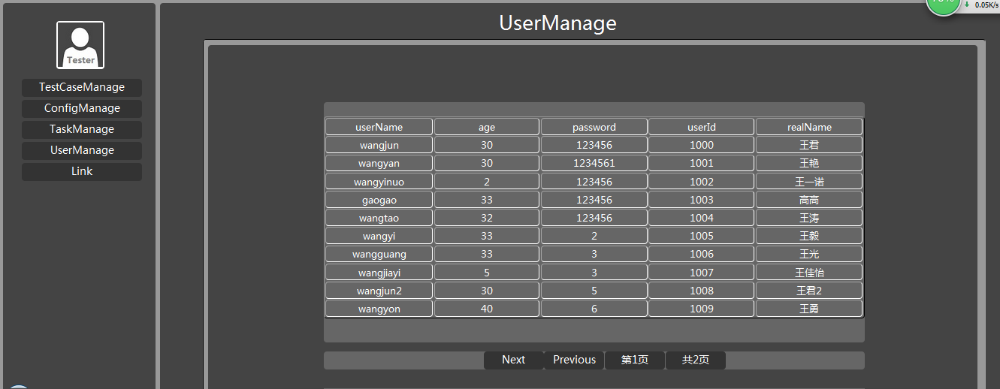 0.05K/s
UserManage
Tester
TestCaseManage
ConfigManage
TaskManage
UserManage
Link
userName age password userId realName
wangjun 30 123456 1000 王君
wangyan 30 1234561 1001 王艳
wangyinuo 2 123456 1002 王一诺
gaogao 33 123456 1003 高高
wangtao 32 123456 1004 王涛
wangyi 33 2 1005 王毅
wangguang 33 3 1006 王光
wangjiayi 5 3 1007 王佳怡
wangjun2 30 5 1008 王君2
wangyon 40 6 1009 王勇
Next Previous 第1页 共2页